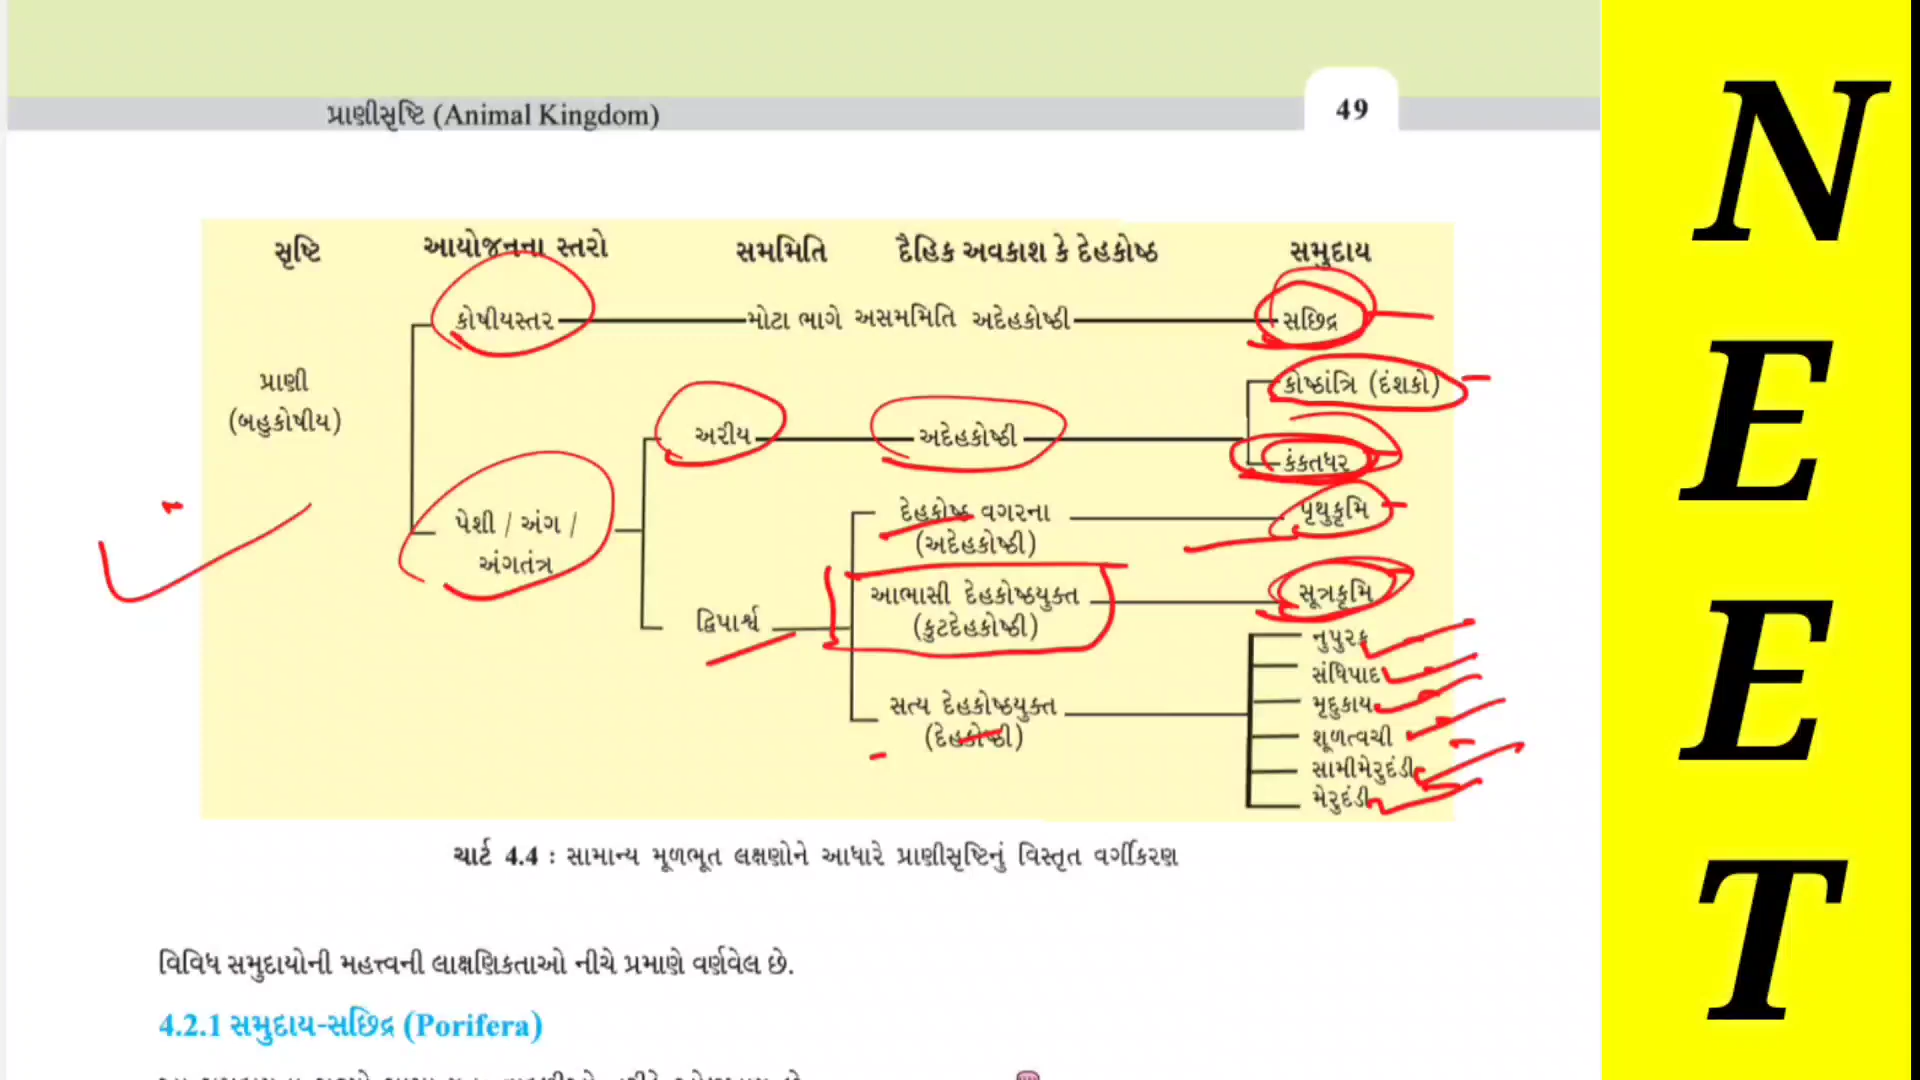 પ્રાણીસૃષ્ટિ (Animal Kingdom)
49
સૃષ્ટિ આયોજનના સ્તરો સમમિતિ દૈહિક અવકાશ કે દેહકોષ્ઠ સમુદાય
કોષીયસ્તર મોટા ભાગે અસમમિતિ અદેહકોષ્ઠી સછિદ્ર
પ્રાણી
(બહુકોષીય)
કોષ્ઠાંત્રિ (દંશકો)
અરીય અદેહકોષ્ઠી
કંકતધર
પેશી / અંગ /
અંગતંત્ર
દેહકોષ્ઠ વગરના
(અદેહકોષ્ઠી)
પૃથુકૃમિ
દ્વિપાર્શ્વ
આભાસી દેહકોષ્ઠયુક્ત
(કુટદેહકોષ્ઠી)
સૂત્રકૃમિ
સત્ય દેહકોષ્ઠયુક્ત
(દેહકોષ્ઠી)
નુપુરક
સંધિપાદ
મૃદુકાય
શૂળત્વચી
સામીમેરુદંડી
મેરુદંડી
ચાર્ટ 4.4 : સામાન્ય મૂળભૂત લક્ષણોને આધારે પ્રાણીસૃષ્ટિનું વિસ્તૃત વર્ગીકરણ
વિવિધ સમુદાયોની મહત્ત્વની લાક્ષણિકતાઓ નીચે પ્રમાણે વર્ણવેલ છે.
4.2.1 સમુદાય-સછિદ્ર (Porifera)
N
E
E
T